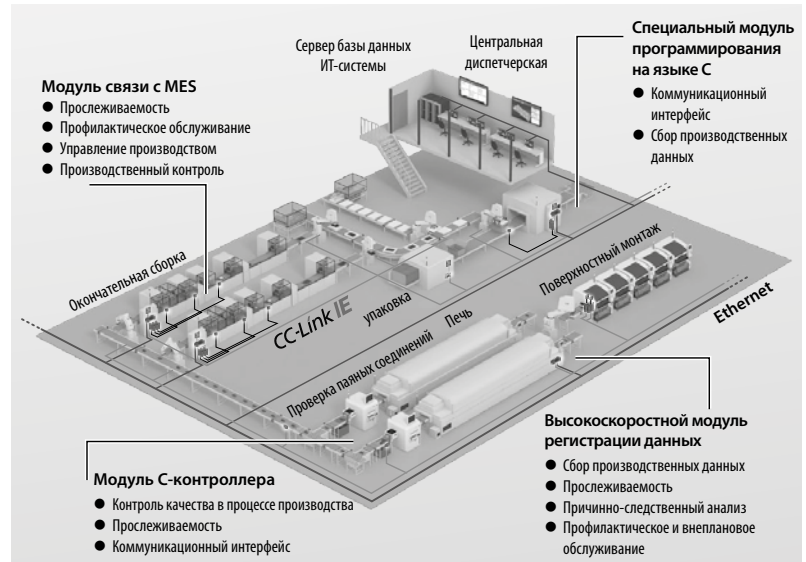 Сервер базы данных
ИТ-системы
Центральная
диспетчерская
Специальный модуль
программирования
на языке C
● Коммуникационный
интерфейс
● Сбор производственных
данных
Модуль связи с MES
● Прослеживаемость
● Профилактическое обслуживание
● Управление производством
● Производственный контроль
Окончательная сборка
CC-Link IE
упаковка
Поверхностный монтаж
Ethernet
Проверка паяных соединений
Печь
Высокоскоростной модуль
регистрации данных
● Сбор производственных данных
● Прослеживаемость
● Причинно-следственный анализ
● Профилактическое и внеплановое
обслуживание
Модуль C-контроллера
● Контроль качества в процессе производства
● Прослеживаемость
● Коммуникационный интерфейс